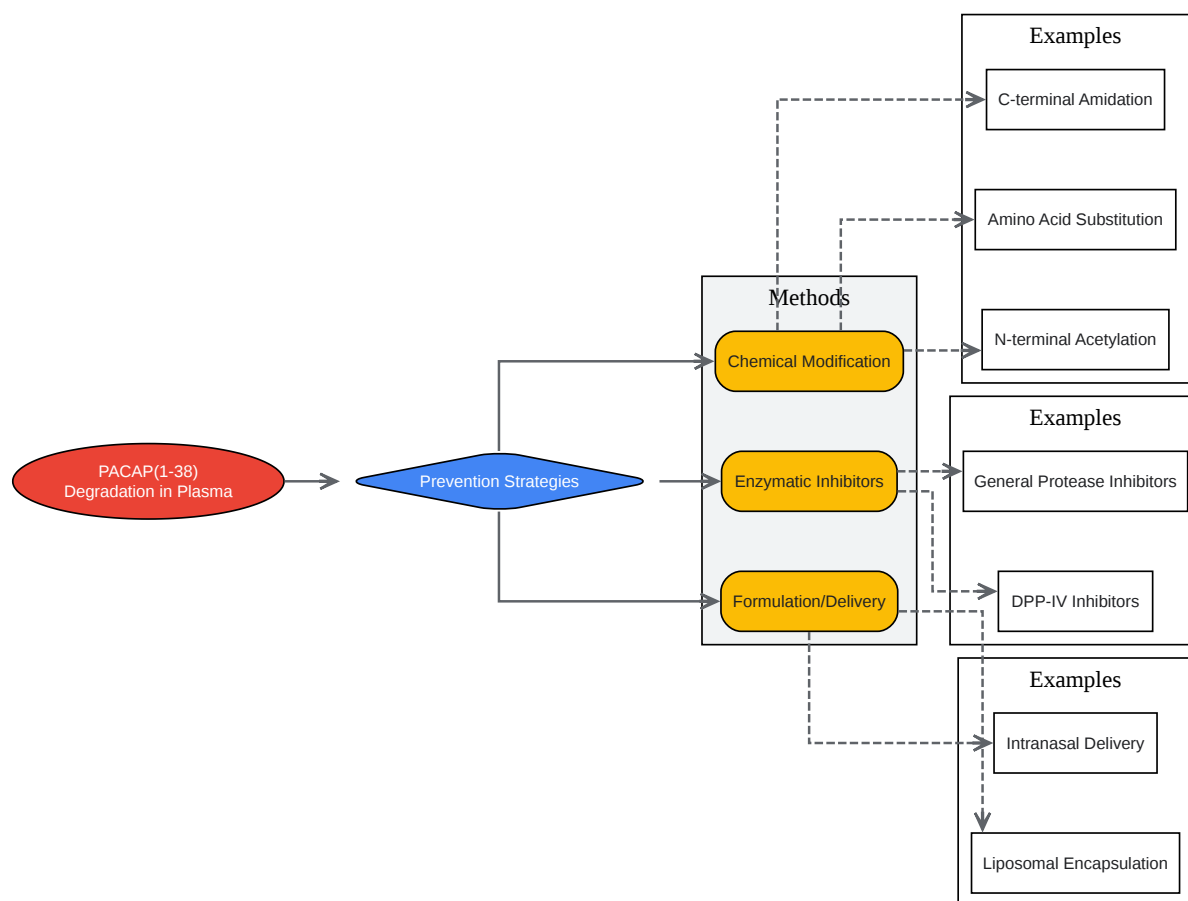 PACAP(1-38)
Degradation in Plasma
Prevention Strategies
Methods
Chemical Modification
Enzymatic Inhibitors
Formulation/Delivery
Examples
C-terminal Amidation
Amino Acid Substitution
N-terminal Acetylation
Examples
General Protease Inhibitors
DPP-IV Inhibitors
Examples
Intranasal Delivery
Liposomal Encapsulation